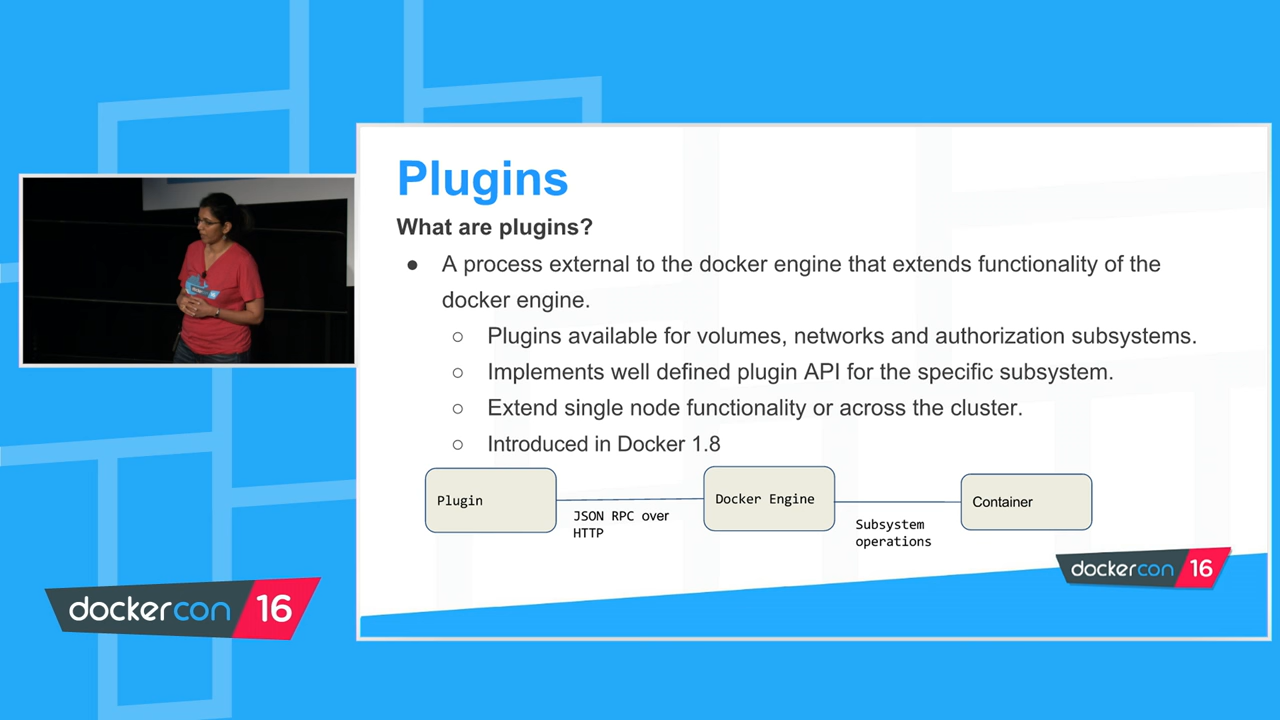 Plugins
What are plugins?
● A process external to the docker engine that extends functionality of the
docker engine.
○ Plugins available for volumes, networks and authorization subsystems.
○ Implements well defined plugin API for the specific subsystem.
○ Extend single node functionality or across the cluster.
○ Introduced in Docker 1.8
Plugin
JSON RPC over
HTTP
Docker Engine
Subsystem
operations
Container
dockercon 16
dockercon 16